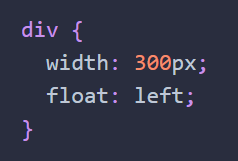 div {
  width: 300px;
  float: left;
}